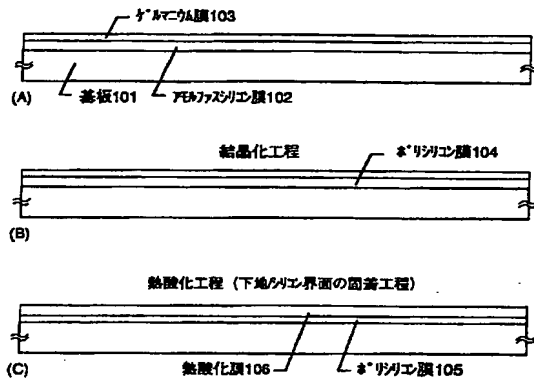 ゲルマニウム膜103
(A)
基板101
アモルファスシリコン膜102
結晶化工程
ポリシリコン膜104
(B)
熱酸化工程 (下地/シリコン界面の固着工程)
(C)
熱酸化膜106
ポリシリコン膜105